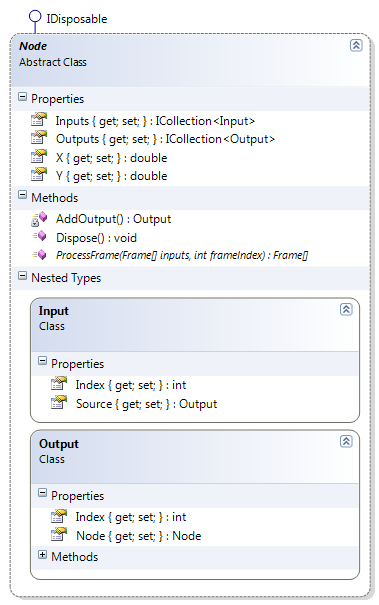 IDisposable
Node
Abstract Class
Properties
Inputs { get; set; } : ICollection<Input>
Outputs { get; set; } : ICollection<Output>
X { get; set; } : double
Y { get; set; } : double
Methods
AddOutput() : Output
Dispose() : void
ProcessFrame(Frame[] inputs, int frameIndex) : Frame[]
Nested Types
Input
Class
Properties
Index { get; set; } : int
Source { get; set; } : Output
Output
Class
Properties
Index { get; set; } : int
Node { get; set; } : Node
Methods